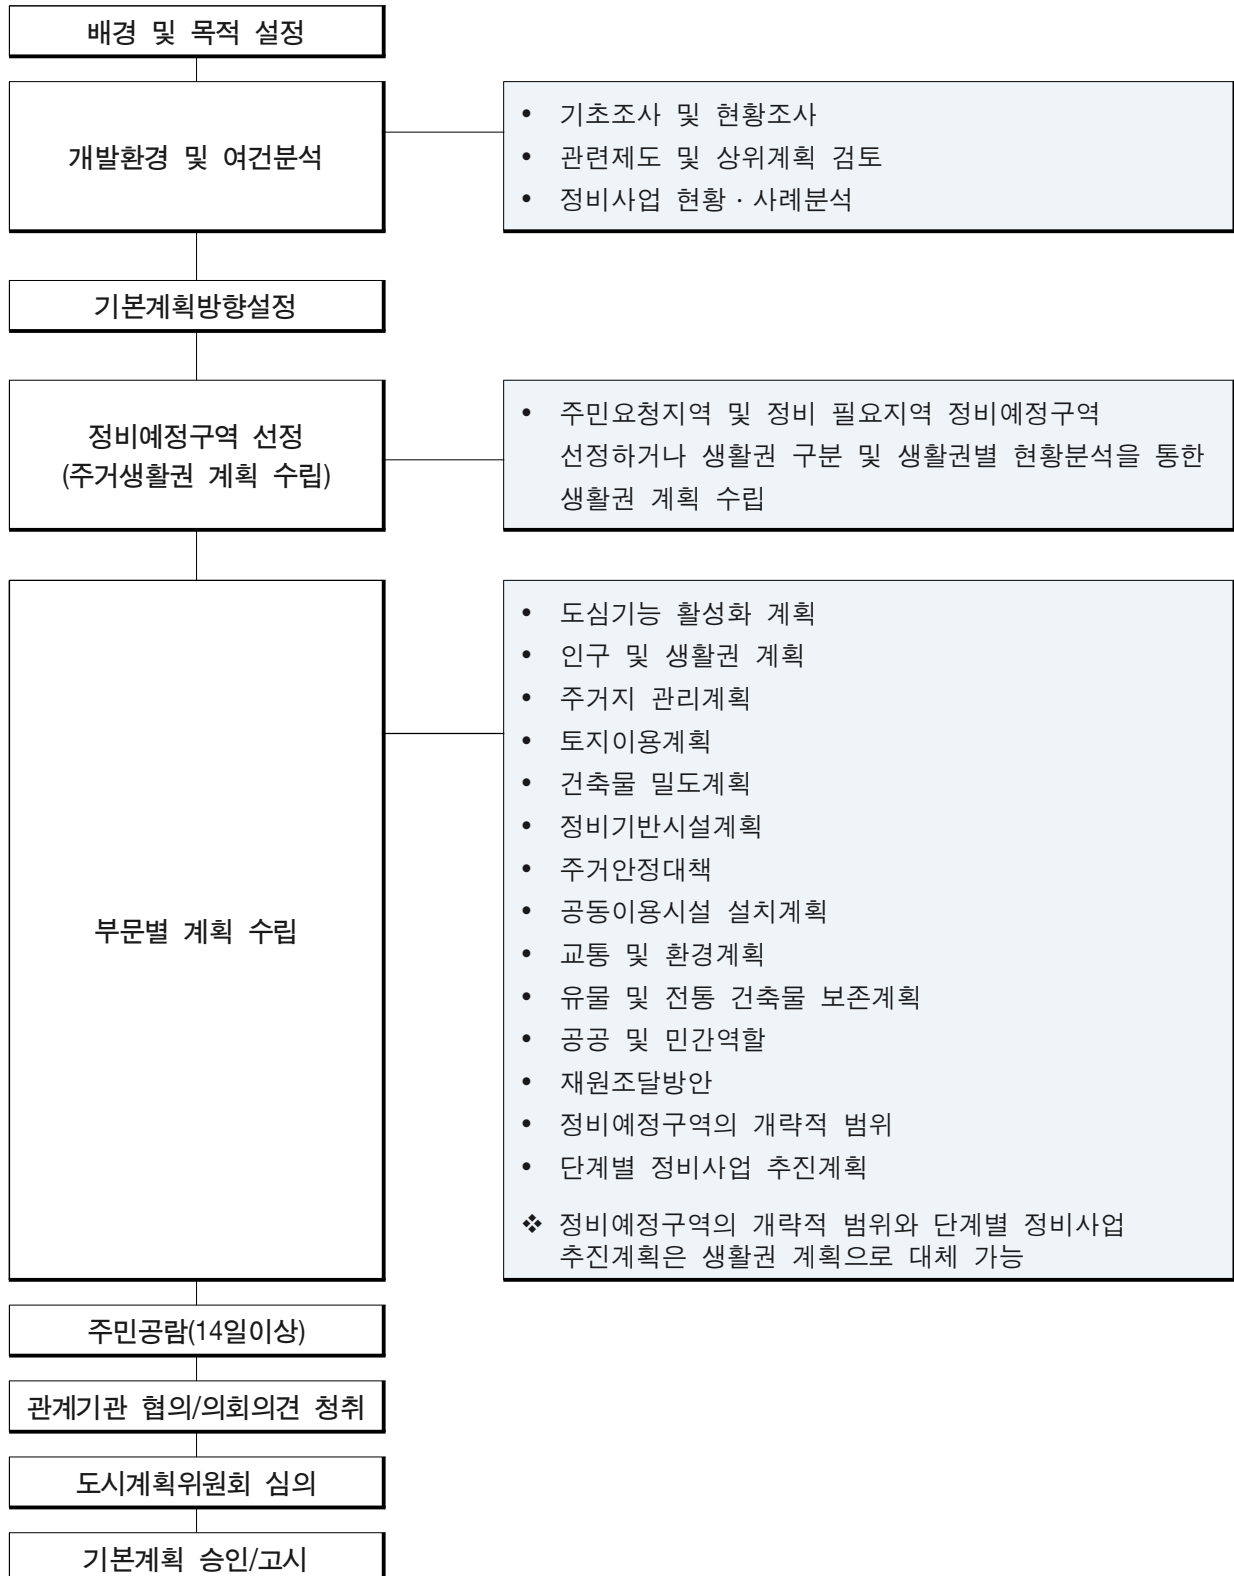 배경 및 목적 설정
개발환경 및 여건분석
• 기초조사 및 현황조사
• 관련제도 및 상위계획 검토
• 정비사업 현황 · 사례분석
기본계획방향설정
정비예정구역 선정
(주거생활권 계획 수립)
• 주민요청지역 및 정비 필요지역 정비예정구역
선정하거나 생활권 구분 및 생활권별 현황분석을 통한
생활권 계획 수립
부문별 계획 수립
• 도심기능 활성화 계획
• 인구 및 생활권 계획
• 주거지 관리계획
• 토지이용계획
• 건축물 밀도계획
• 정비기반시설계획
• 주거안정대책
• 공동이용시설 설치계획
• 교통 및 환경계획
• 유물 및 전통 건축물 보존계획
• 공공 및 민간역할
• 재원조달방안
• 정비예정구역의 개략적 범위
• 단계별 정비사업 추진계획
❖ 정비예정구역의 개략적 범위와 단계별 정비사업
추진계획은 생활권 계획으로 대체 가능
주민공람(14일이상)
관계기관 협의/의회의견 청취
도시계획위원회 심의
기본계획 승인/고시